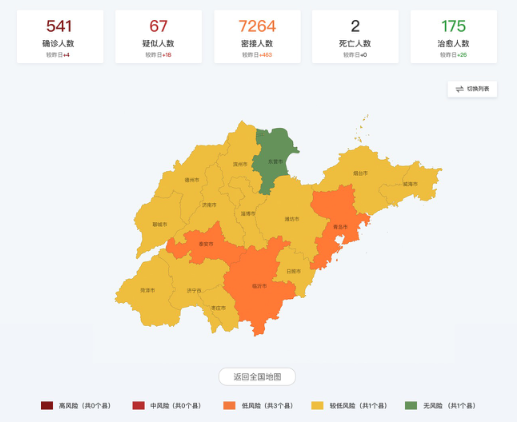 541
67
7264
2
175
确诊人数
疑似人数
密接人数
死亡人数
治愈人数
较昨日+4
较昨日+16
较昨日+460
较昨日+0
较昨日+26
切换列表
滨州市
东营市
德州市
烟台市
威海市
济南市
淄博市
潍坊市
聊城市
青岛市
泰安市
日照市
临沂市
菏泽市
济宁市
枣庄市
返回全国地图
高风险 (共0个县)
中风险 (共0个县)
低风险 (共3个县)
较低风险 (共1个县)
无风险 (共1个县)